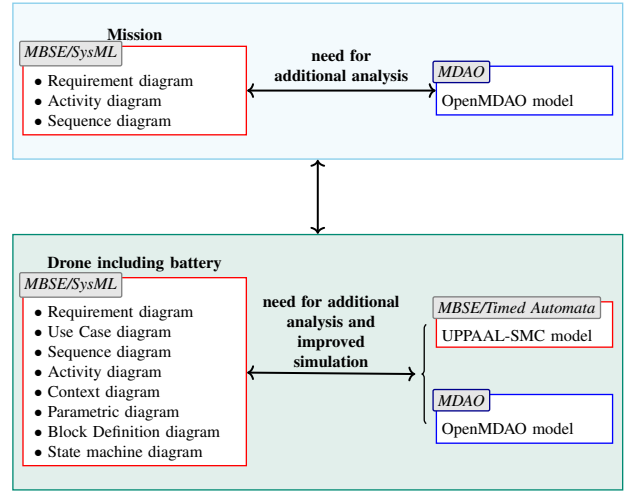 Mission
MBSE/SysML
• Requirement diagram
• Activity diagram
• Sequence diagram
need for
additional analysis
MDAO
OpenMDAO model
Drone including battery
MBSE/SysML
• Requirement diagram
• Use Case diagram
• Sequence diagram
• Activity diagram
• Context diagram
• Parametric diagram
• Block Definition diagram
• State machine diagram
need for additional
analysis and
improved
simulation
MBSE/Timed Automata
UPPAAL-SMC model
MDAO
OpenMDAO model